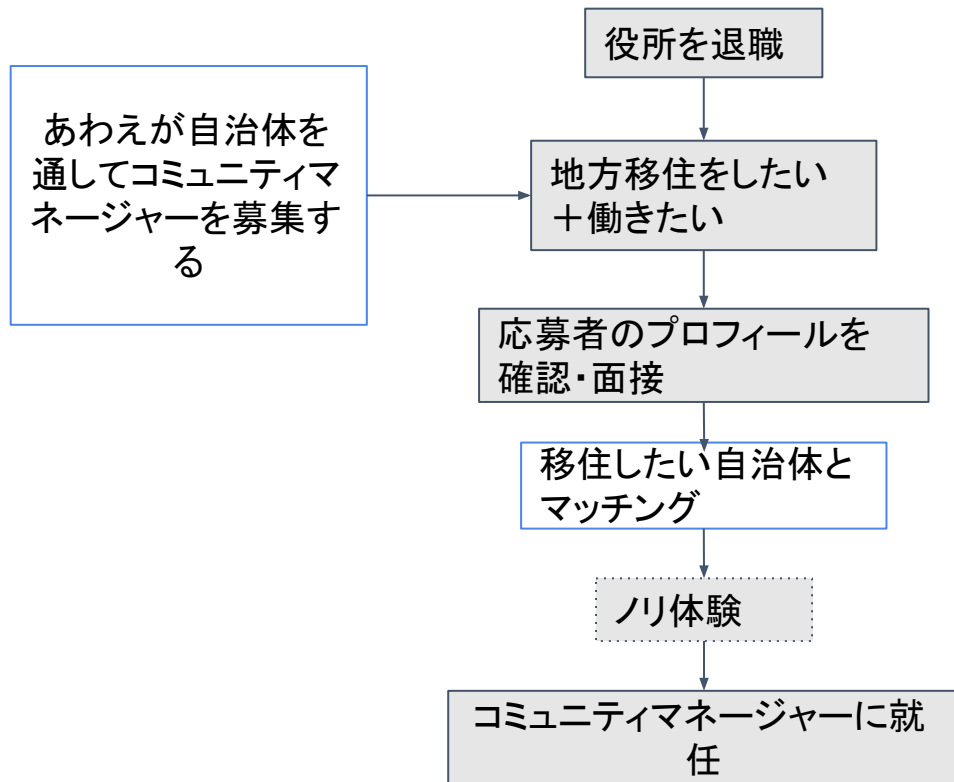 役所を退職
あわえが自治体を
通してコミュニティマ
ネージャーを募集す
る
地方移住をしたい
＋働きたい
応募者のプロフィールを
確認・面接
移住したい自治体と
マッチング
ノリ体験
コミュニティマネージャーに就
任